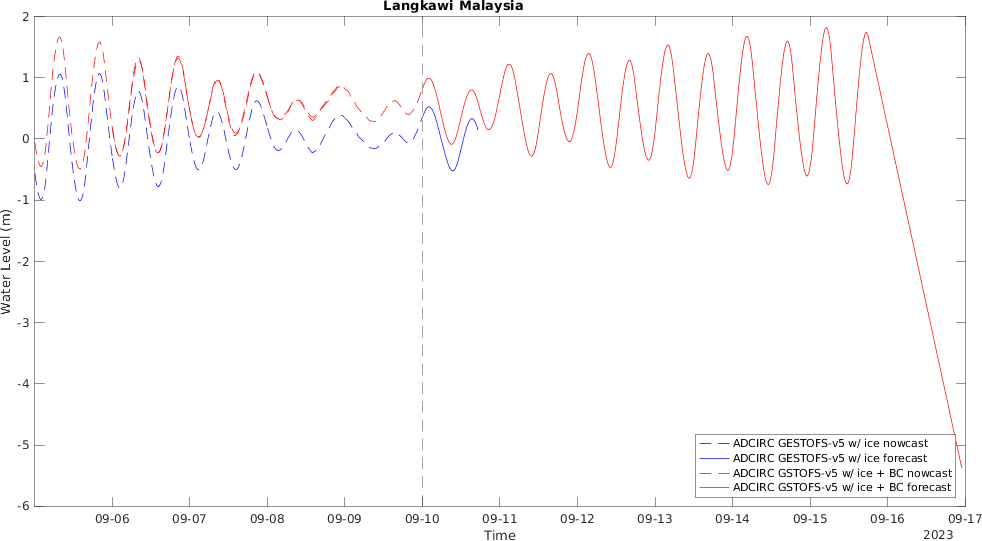 Langkawi Malaysia
Water Level (m)
2
1
0
-1
-2
-3
-4
-5
-6
ADCIRC GESTOFS-v5 w/ ice nowcast
ADCIRC GESTOFS-v5 w/ ice forecast
ADCIRC GSTOFS-v5 w/ ice + BC nowcast
ADCIRC GSTOFS-v5 w/ ice + BC forecast
09-06 09-07 09-08 09-09 09-10 09-11 09-12 09-13 09-14 09-15 09-16 09-17
Time
2023